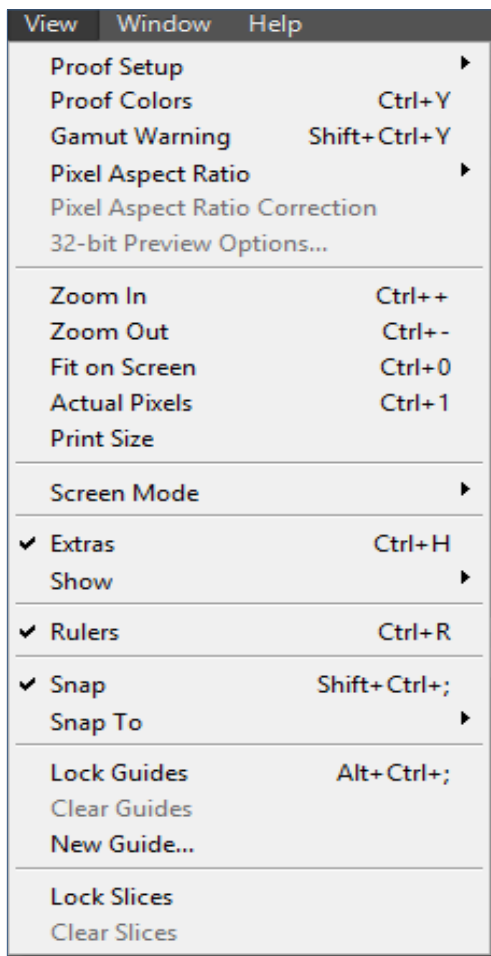 View Window Help
Proof Setup
Proof Colors Ctrl+Y
Gamut Warning Shift+Ctrl+Y
Pixel Aspect Ratio
Pixel Aspect Ratio Correction
32-bit Preview Options...
Zoom In Ctrl++
Zoom Out Ctrl+-
Fit on Screen Ctrl+0
Actual Pixels Ctrl+1
Print Size
Screen Mode
Extras Ctrl+H
Show
Rulers Ctrl+R
Snap Shift+Ctrl+;
Snap To
Lock Guides Alt+Ctrl+;
Clear Guides
New Guide...
Lock Slices
Clear Slices